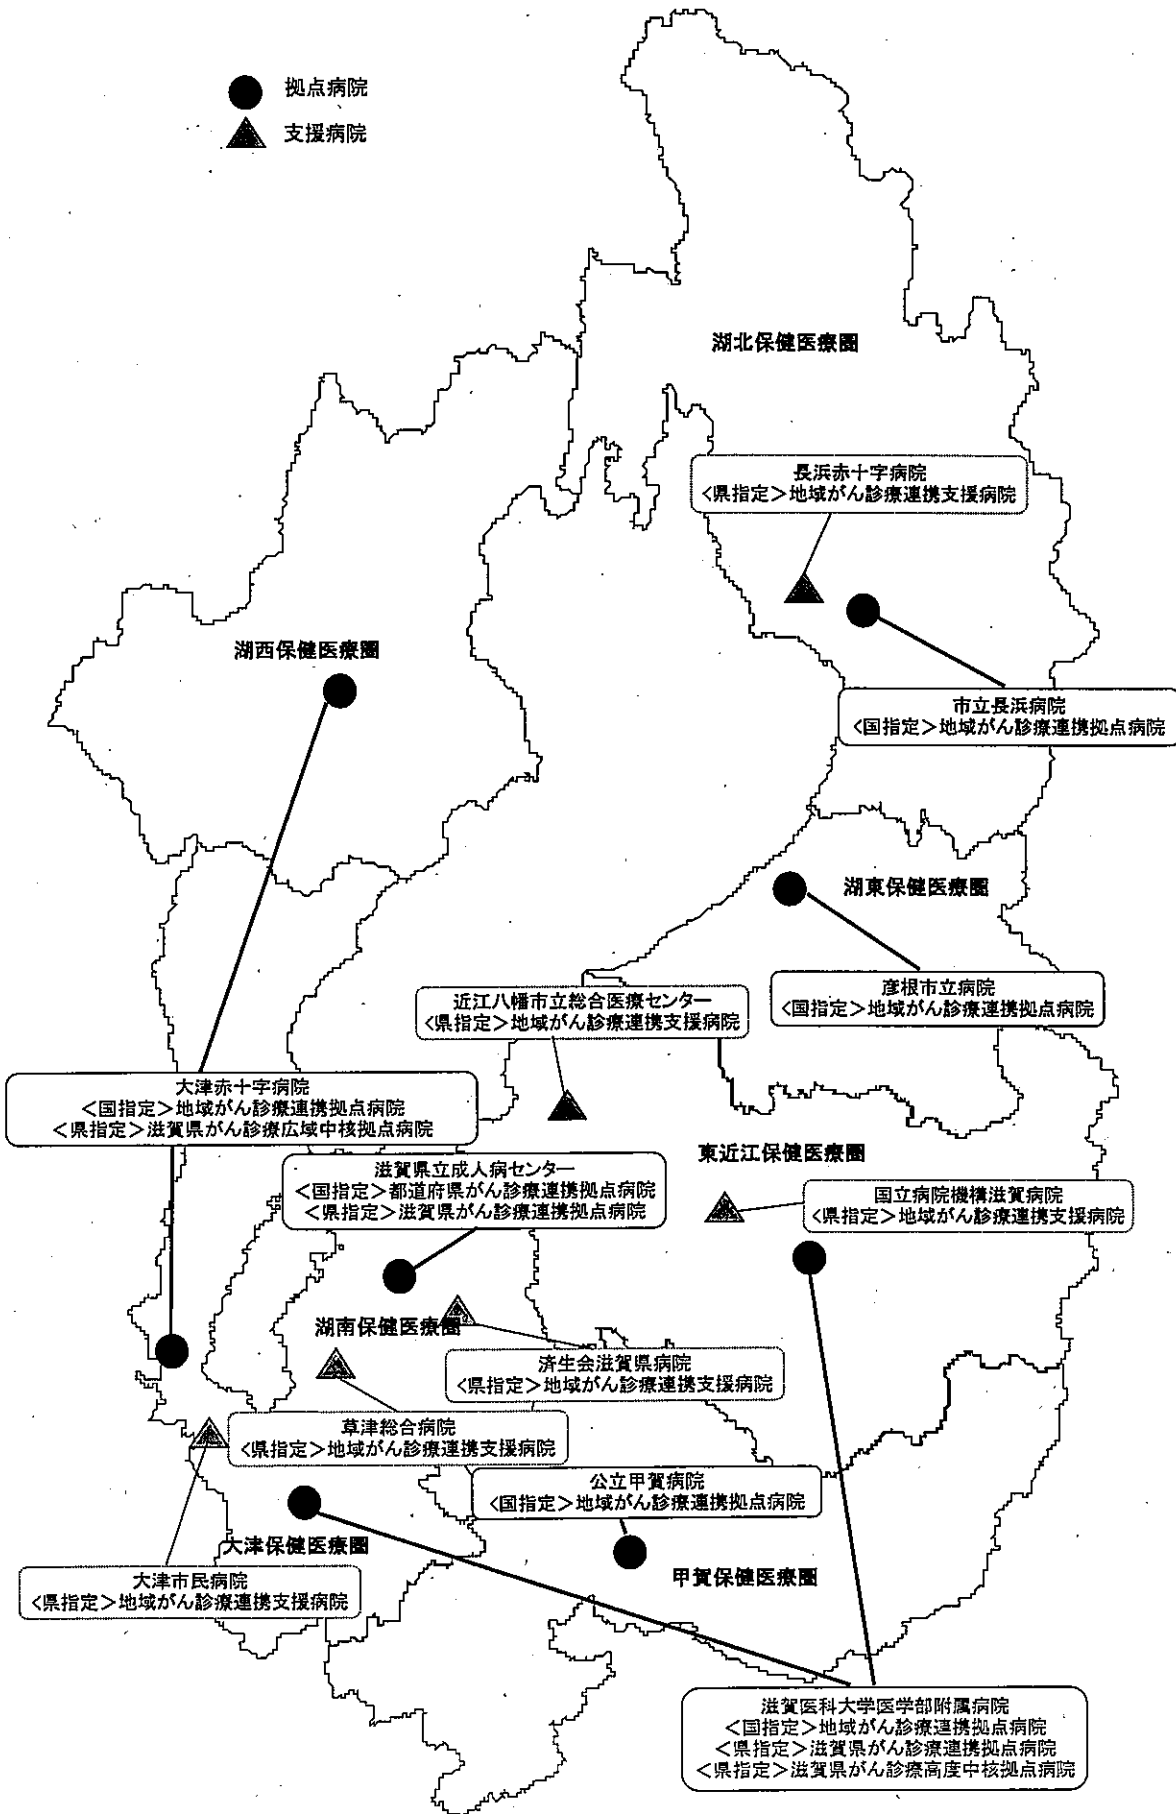 拠点病院
支援病院
湖北保健医療圏
長浜赤十字病院
<県指定>地域がん診療連携支援病院
湖西保健医療圏
市立長浜病院
<国指定>地域がん診療連携拠点病院
湖東保健医療圏
彦根市立病院
<国指定>地域がん診療連携拠点病院
近江八幡市立総合医療センター
<県指定>地域がん診療連携支援病院
大津赤十字病院
<国指定>地域がん診療連携拠点病院
<県指定>滋賀県がん診療広域中核拠点病院
東近江保健医療圏
滋賀県立成人病センター
<国指定>都道府県がん診療連携拠点病院
<県指定>滋賀県がん診療連携拠点病院
国立病院機構滋賀病院
<県指定>地域がん診療連携支援病院
湖南保健医療圏
済生会滋賀県病院
<県指定>地域がん診療連携支援病院
草津総合病院
<県指定>地域がん診療連携支援病院
公立甲賀病院
<国指定>地域がん診療連携拠点病院
大津保健医療圏
甲賀保健医療圏
大津市民病院
<県指定>地域がん診療連携支援病院
滋賀医科大学医学部附属病院
<国指定>地域がん診療連携拠点病院
<県指定>滋賀県がん診療連携拠点病院
<県指定>滋賀県がん診療高度中核拠点病院